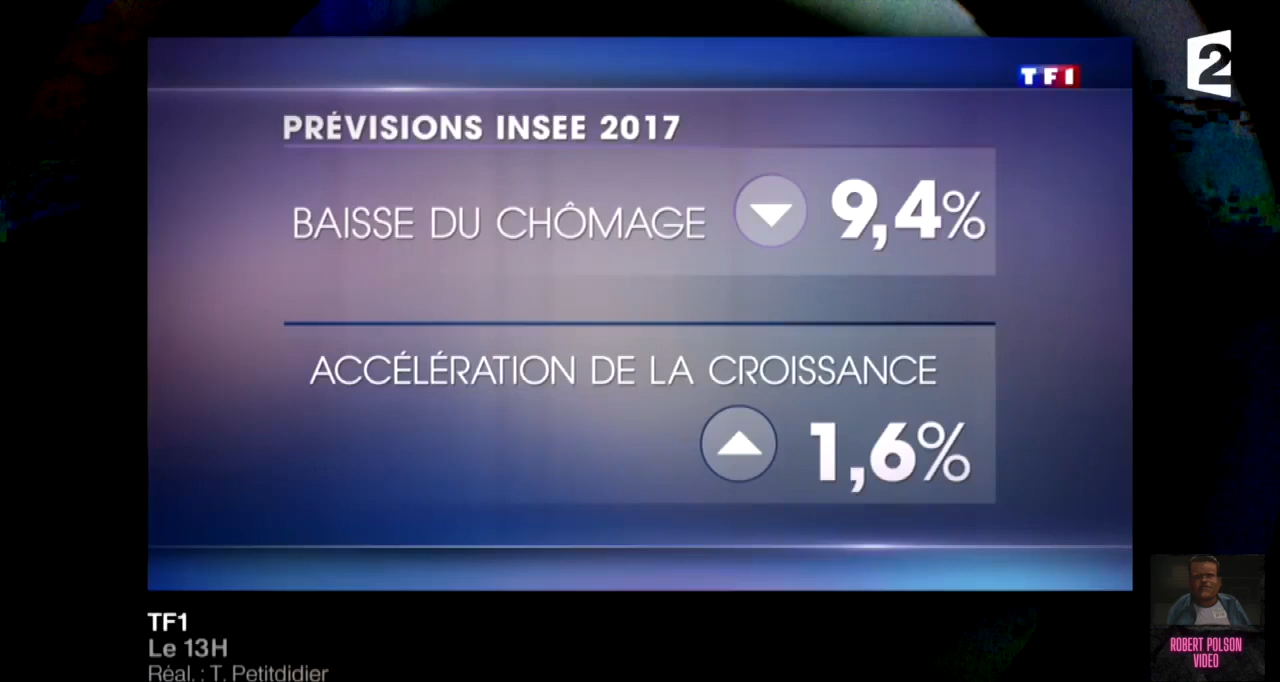 TF1
2
PRÉVISIONS INSEE 2017
BAISSE DU CHÔMAGE 9,4%
ACCÉLÉRATION DE LA CROISSANCE
1,6%
TF1
Le 13H
Réal. : T. Petitdidier
ROBERT POLSON
VIDEO